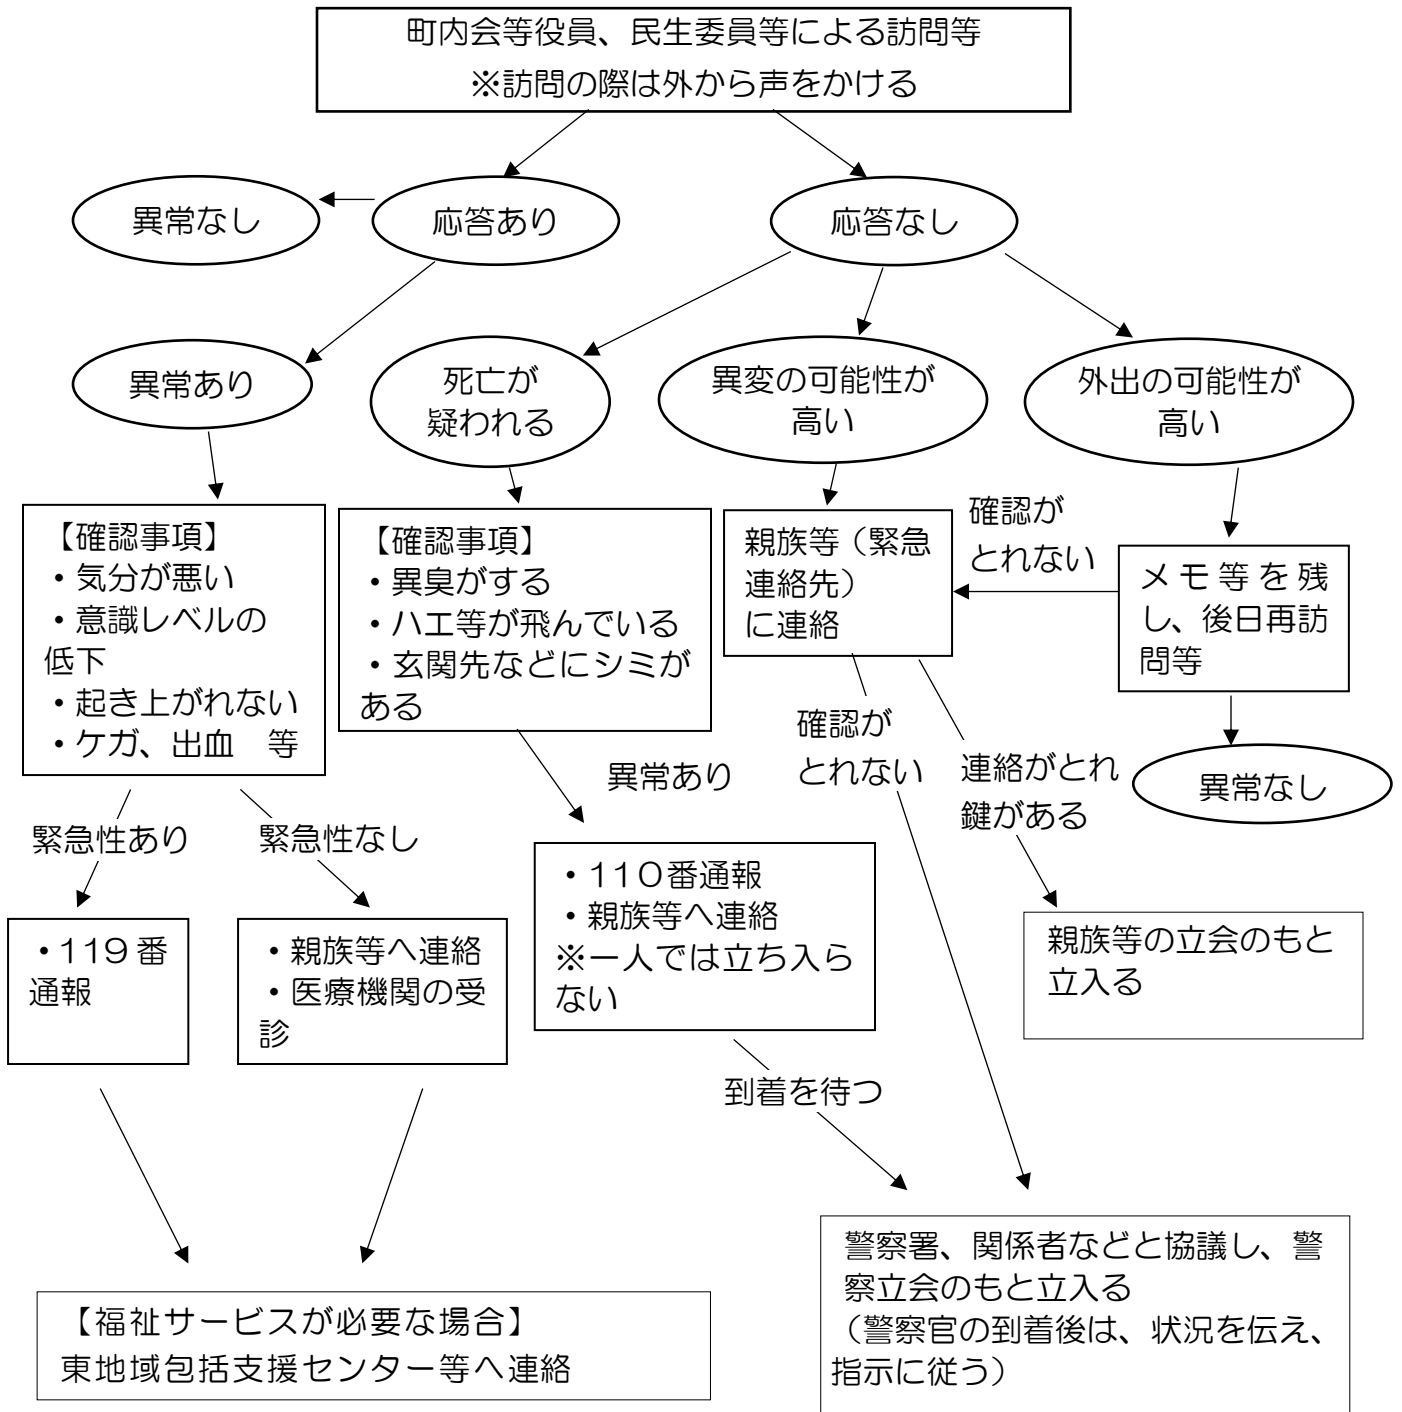 町内会等役員、民生委員等による訪問等
※訪問の際は外から声をかける
異常なし
応答あり
応答なし
異常あり
死亡が
疑われる
異変の可能性が
高い
外出の可能性が
高い
【確認事項】
・気分が悪い
・意識レベルの
低下
・起き上がれない
・ケガ、出血　等
【確認事項】
・異臭がする
・ハエ等が飛んでいる
・玄関先などにシミが
ある
親族等（緊急
連絡先）
に連絡
確認が
とれない
メモ等を残
し、後日再訪
問等
異常なし
緊急性あり
緊急性なし
異常あり
確認が
とれない
連絡がとれ
鍵がある
・119番
通報
・親族等へ連絡
・医療機関の受
診
・110番通報
・親族等へ連絡
※一人では立ち入ら
ない
親族等の立会のもと
立入る
到着を待つ
【福祉サービスが必要な場合】
東地域包括支援センター等へ連絡
警察署、関係者などと協議し、警
察立会のもと立入る
（警察官の到着後は、状況を伝え、
指示に従う）